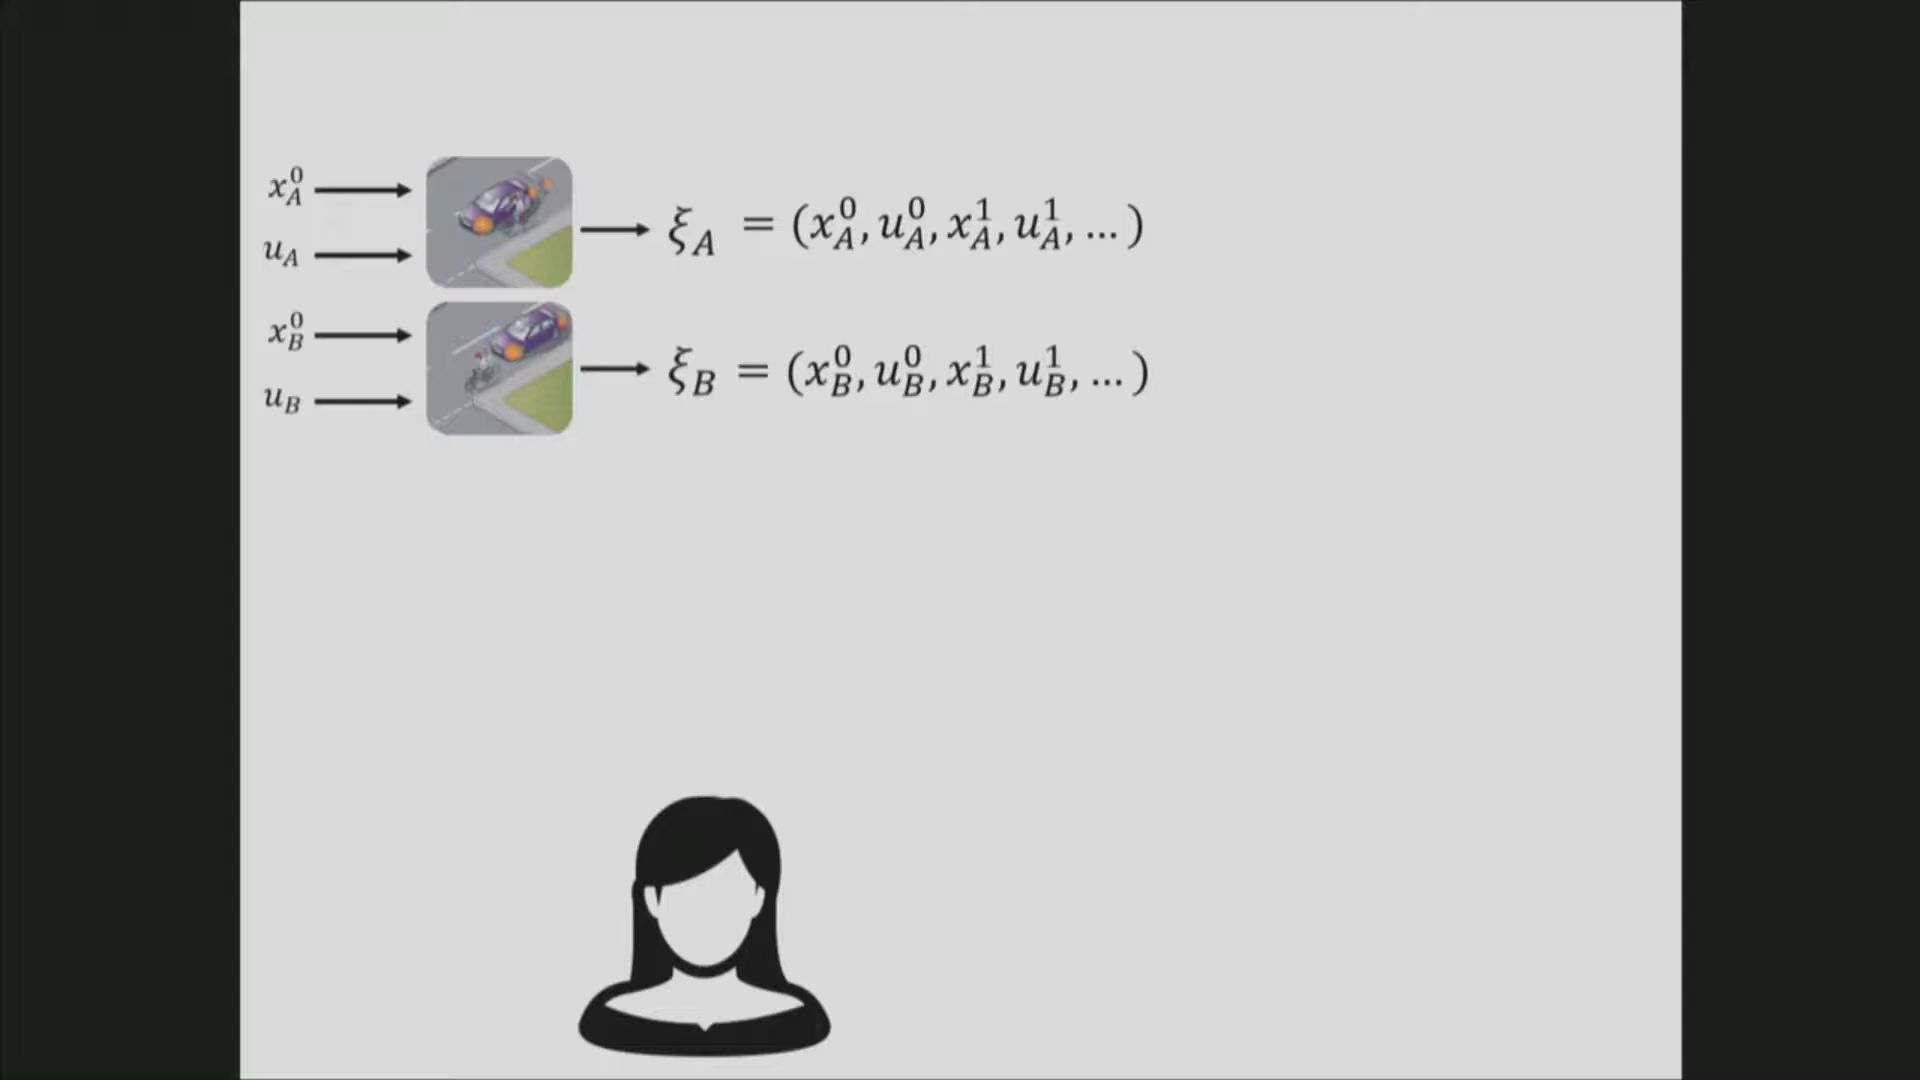 x_A^0
u_A
ξ_A = (x_A^0, u_A^0, x_A^1, u_A^1, ... )
x_B^0
u_B
ξ_B = (x_B^0, u_B^0, x_B^1, u_B^1, ... )